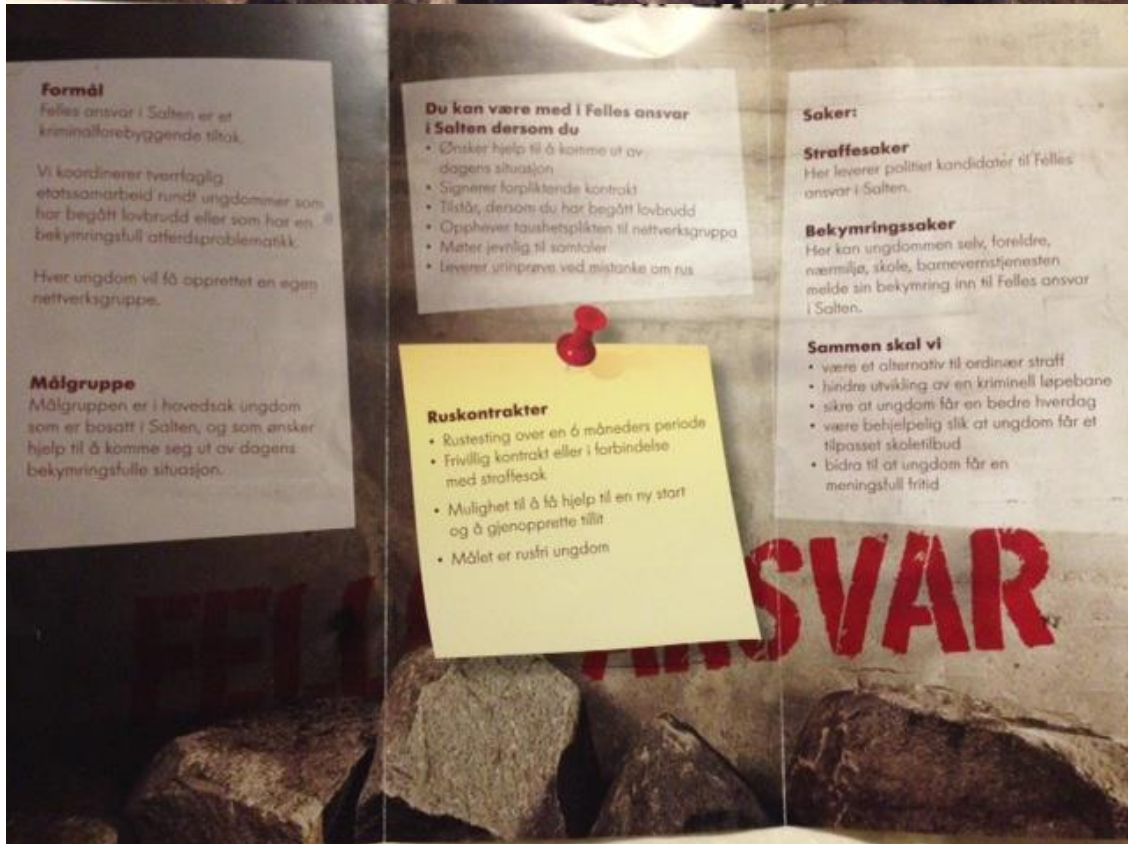 Formål
Felles ansvar i Salten er et
kriminalforebyggende tiltak.
Vi koordinerer tverrfaglig
etatssamarbeid rundt ungdommer som
har begått lovbrudd eller som har en
bekymringsfull atferdsproblematikk.
Hver ungdom vil få opprettet en egen
nettverksgruppe.
Målgruppe
Målgruppen er i hovedsak ungdom
som er bosatt i Salten, og som ønsker
hjelp til å komme seg ut av dagens
bekymringsfulle situasjon.
Du kan være med i Felles ansvar
i Salten dersom du
• Ønsker hjelp til å komme ut av
dagens situasjon
• Signerer forpliktende kontrakt
• Tilstår, dersom du har begått lovbrudd
• Opphever taushetsplikten til nettverksgruppa
• Møter jevnlig til samtaler
• Leverer urinprøve ved mistanke om rus
Ruskontrakter
• Rustesting over en 6 måneders periode
• Frivillig kontrakt eller i forbindelse
med straffesak
• Mulighet til å få hjelp til en ny start
og å gjenopprette tillit
• Målet er rusfri ungdom
Saker:
Straffesaker
Her leverer politiet kandidater til Felles
ansvar i Salten.
Bekymringssaker
Her kan ungdommen selv, foreldre,
nærmiljø, skole, barnevernstjenesten
melde sin bekymring inn til Felles ansvar
i Salten.
Sammen skal vi
• være et alternativ til ordinær straff
• hindre utvikling av en kriminell løpebane
• sikre at ungdom får en bedre hverdag
• være behjelpelig slik at ungdom får et
tilpasset skoletilbud
• bidra til at ungdom får en
meningsfull fritid
FELL ANSVAR